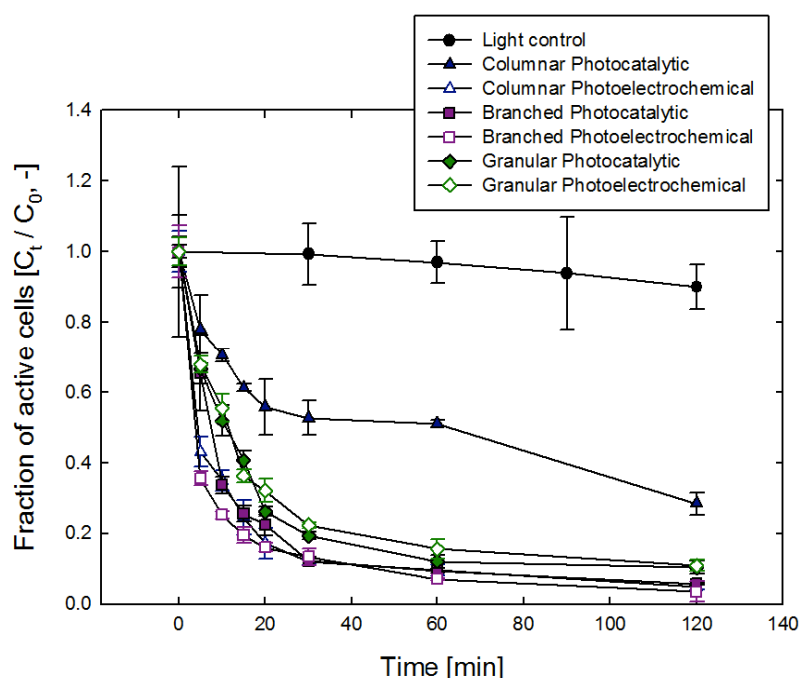 Light control
Columnar Photocatalytic
Columnar Photoelectrochemical
Branched Photocatalytic
Branched Photoelectrochemical
Granular Photocatalytic
Granular Photoelectrochemical
Fraction of active cells [Ct / C0, -]
1.4
1.2
1.0
0.8
0.6
0.4
0.2
0.0
0 20 40 60 80 100 120 140
Time [min]